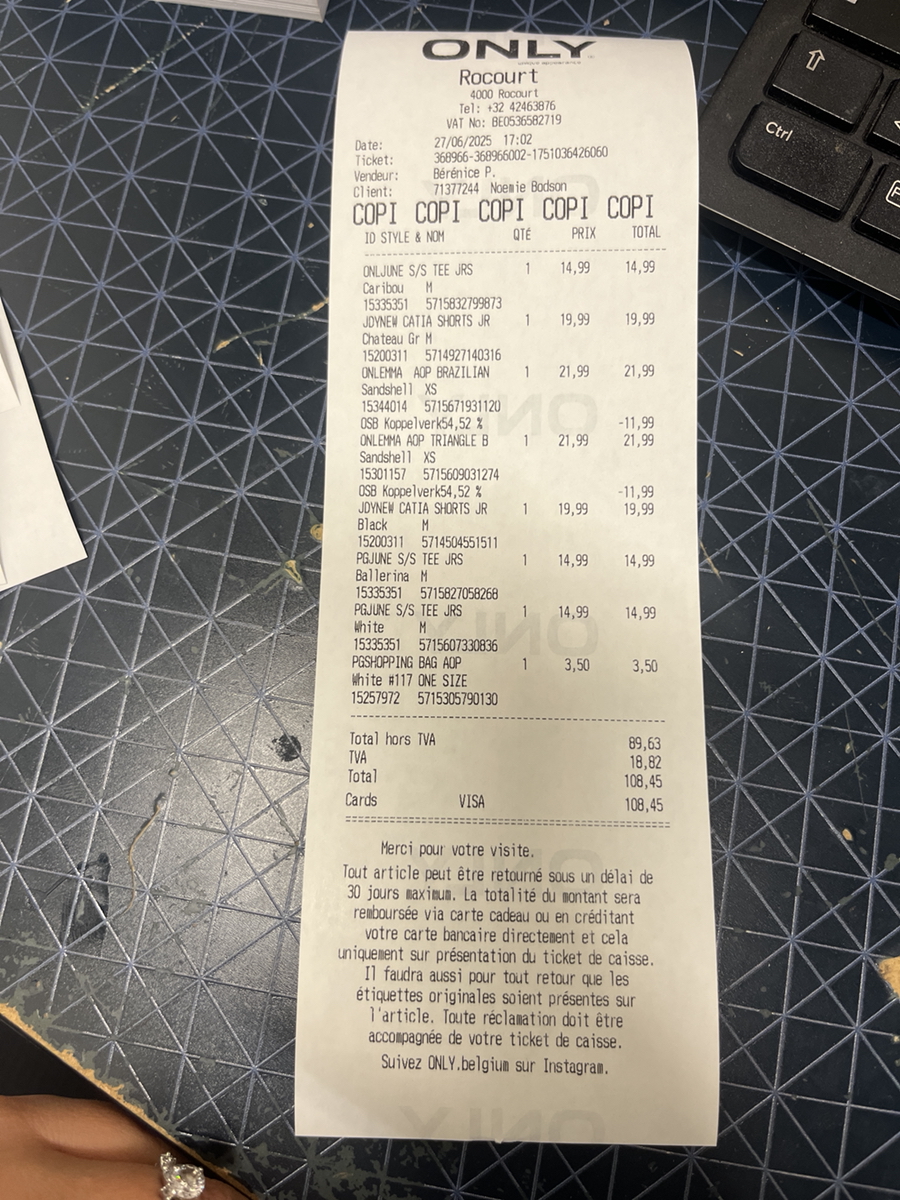 ONLY
Rocourt
4000 Rocourt
Tel: +32 42463876
VAT No: BE0536582719
Date: 27/06/2025 17:02
Ticket: 368966-368966002-1751036426060
Vendeur: Bérénice P.
Client: 71377244 Noemie Bodson
COPI COPI COPI COPI COPI
ID STYLE & NOM QTÉ PRIX TOTAL
ONLJUNE S/S TEE JRS 1 14,99 14,99
Caribou M
15335351 5715832799873
JDYNEW CATIA SHORTS JR 1 19,99 19,99
Chateau Gr M
15200311 5714927140316
ONLEMMA AOP BRAZILIAN 1 21,99 21,99
Sandshell XS
15344014 5715671931120
OSB Koppelverk54,52 % -11,99
ONLEMMA AOP TRIANGLE B 1 21,99 21,99
Sandshell XS
15301157 5715609031274
OSB Koppelverk54,52 % -11,99
JDYNEW CATIA SHORTS JR 1 19,99 19,99
Black M
15200311 5714504551511
PGJUNE S/S TEE JRS 1 14,99 14,99
Ballerina M
15335351 5715827058268
PGJUNE S/S TEE JRS 1 14,99 14,99
White M
15335351 5715607330836
PGSHOPPING BAG AOP 1 3,50 3,50
White #117 ONE SIZE
15257972 5715305790130
Total hors TVA 89,63
TVA 18,82
Total 108,45
Cards VISA 108,45
Merci pour votre visite.
Tout article peut être retourné sous un délai de
30 jours maximum. La totalité du montant sera
remboursée via carte cadeau ou en créditant
votre carte bancaire directement et cela
uniquement sur présentation du ticket de caisse.
Il faudra aussi pour tout retour que les
étiquettes originales soient présentes sur
l'article. Toute réclamation doit être
accompagnée de votre ticket de caisse.
Suivez ONLY.belgium sur Instagram.
Ctrl